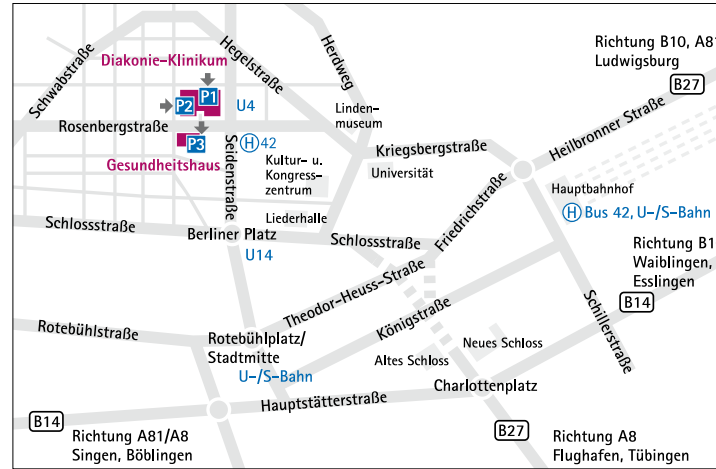 Richtung B10, A81
Ludwigsburg
B27
Herdweg
Hegelstraße
Schwabstraße
Diakonie-Klinikum
P1
P2
U4
Linden-
museum
Heilbronner Straße
Rosenbergstraße
P3
H 42
Seidenstraße
Kriegsbergstraße
Gesundheitshaus
Kultur- u.
Kongress-
zentrum
Universität
Hauptbahnhof
H Bus 42, U-/S-Bahn
Friedrichstraße
Liederhalle
Schlossstraße
Berliner Platz
Schlossstraße
U14
Richtung B1
Waiblingen,
Esslingen
B14
Theodor-Heuss-Straße
Königstraße
Schillerstraße
Rotebühlstraße
Rotebühlplatz/
Stadtmitte
U-/S-Bahn
Neues Schloss
Altes Schloss
Charlottenplatz
Hauptstätterstraße
B14
Richtung A81/A8
Singen, Böblingen
B27
Richtung A8
Flughafen, Tübingen